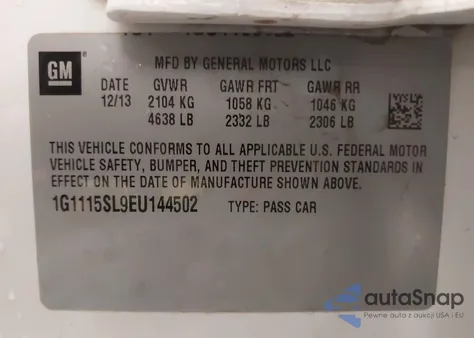 GM
MFD BY GENERAL MOTORS LLC
DATE GVWR GAWR FRT GAWR RR
12/13 2104 KG 1058 KG 1046 KG
4638 LB 2332 LB 2306 LB
THIS VEHICLE CONFORMS TO ALL APPLICABLE U.S. FEDERAL MOTOR
VEHICLE SAFETY, BUMPER, AND THEFT PREVENTION STANDARDS IN
EFFECT ON THE DATE OF MANUFACTURE SHOWN ABOVE.
1G1115SL9EU144502 TYPE: PASS CAR
autoSnap
Pewne auto z aukcji USA i EU